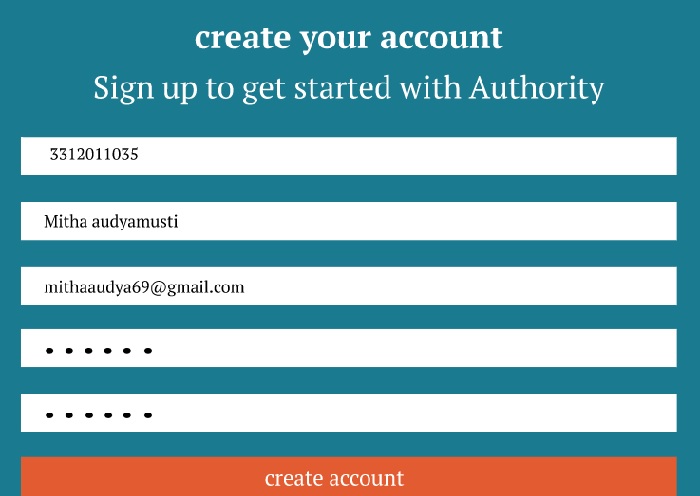 create your account
Sign up to get started with Authority
3312011035
Mitha audyamusti
mithaaudya69@gmail.com
••••••
••••••
create account